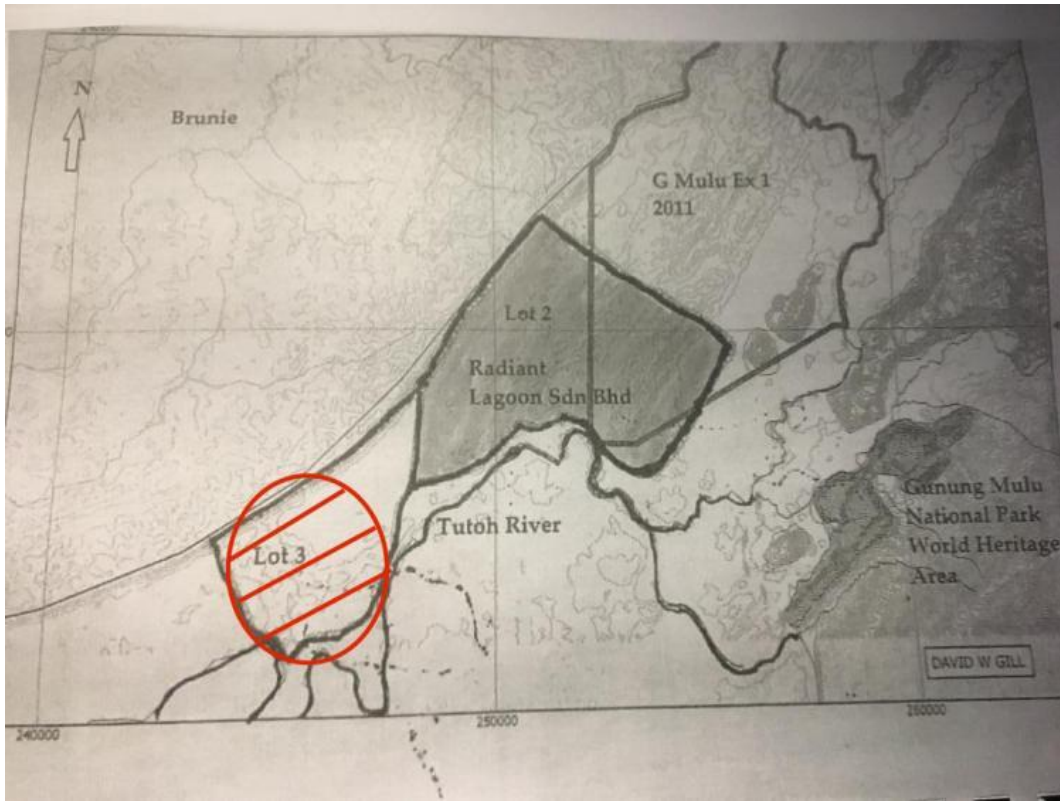 N
Brunie
G Mulu Ex 1
2011
Lot 2
Radiant
Lagoon Sdn Bhd
Lot 3
Tutoh River
Gunung Mulu
National Park
World Heritage
Area
DAVID W GILL
240000
250000
260000